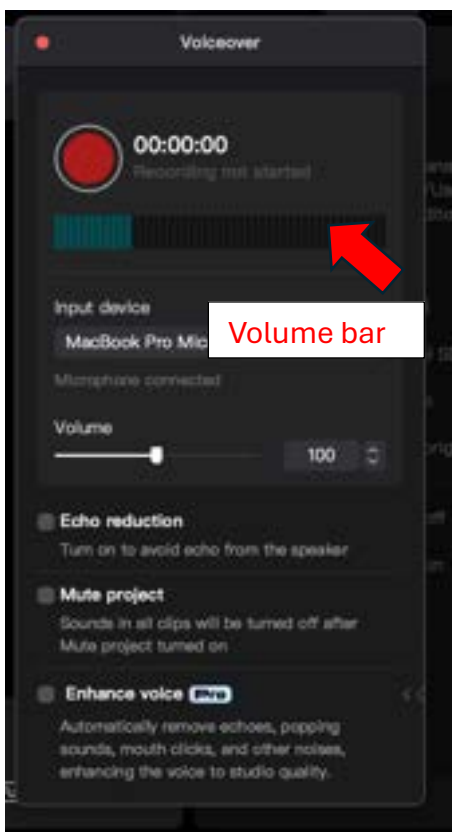 Voiceover
00:00:00
Recording not started
Input device
MacBook Pro Mic
Volume bar
Microphone connected
Volume
100
Echo reduction
Turn on to avoid echo from the speaker
Mute project
Sounds in all clips will be turned off after
Mute project turned on
Enhance voice Pro
Automatically remove echoes, popping
sounds, mouth clicks, and other noises,
enhancing the voice to studio quality.